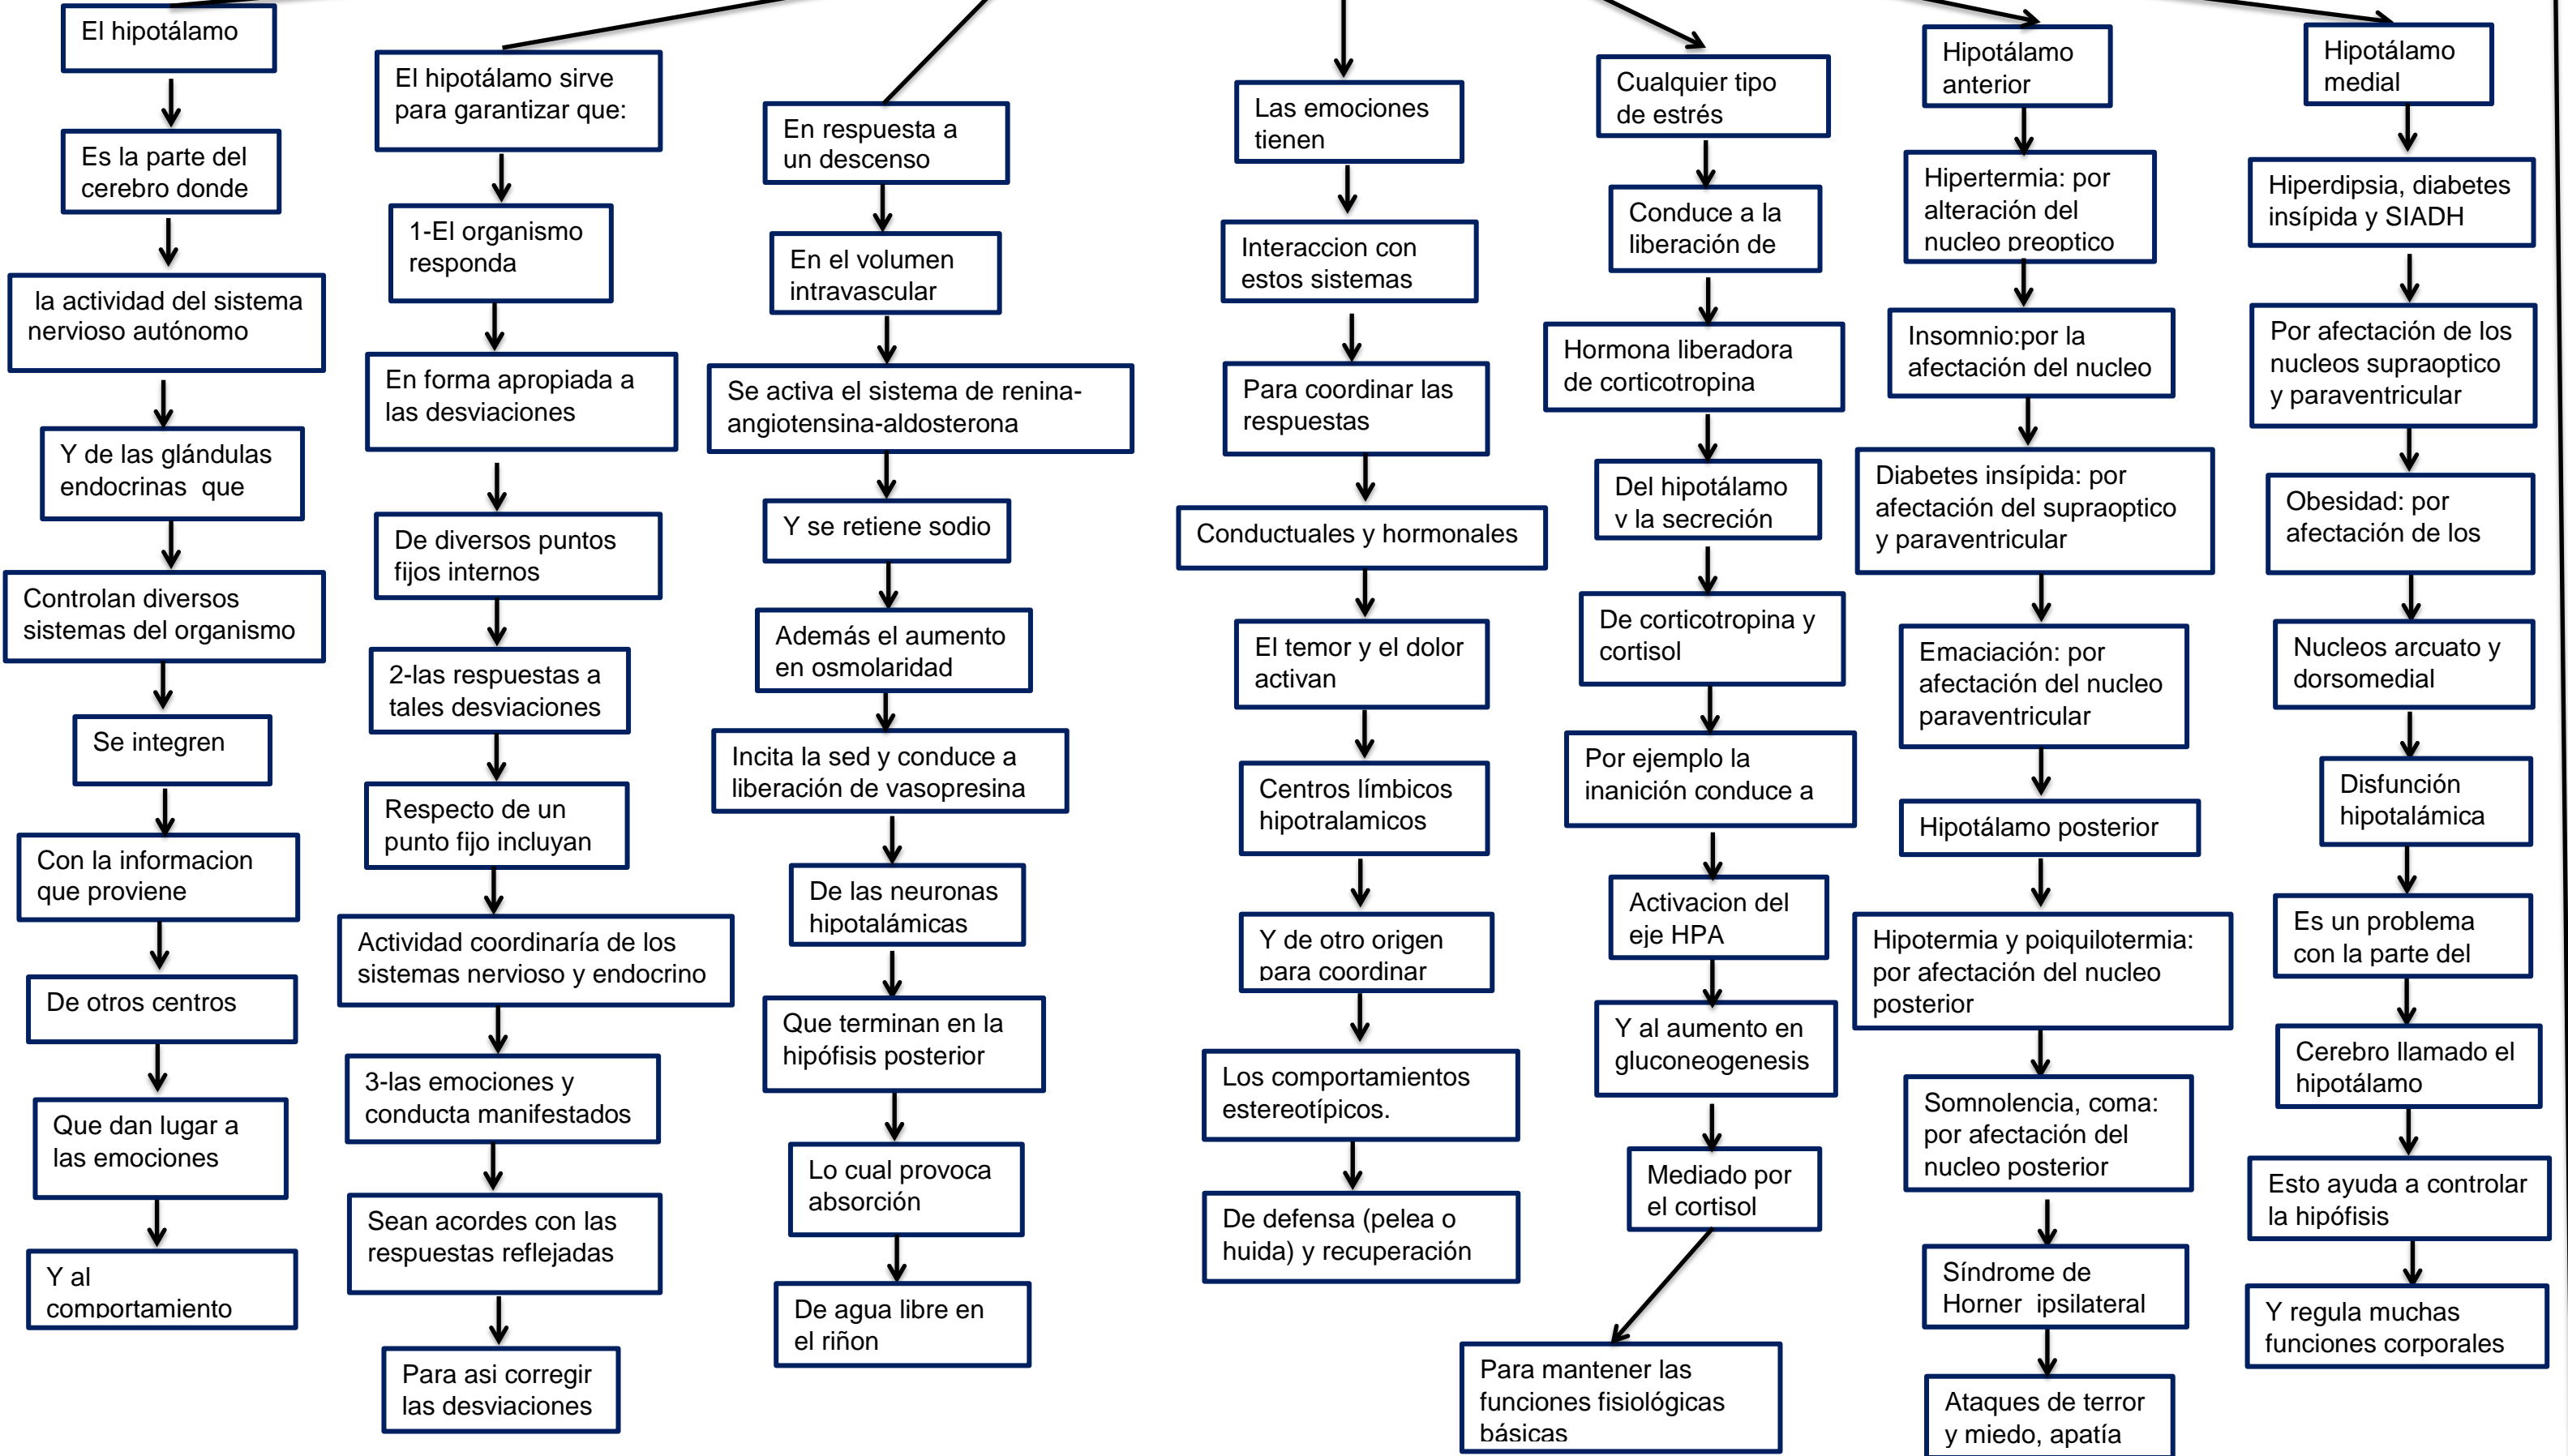 El hipotálamo
Es la parte del
cerebro donde
la actividad del sistema
nervioso autónomo
Y de las glándulas
endocrinas que
Controlan diversos
sistemas del organismo
Se integren
Con la informacion
que proviene
De otros centros
Que dan lugar a
las emociones
Y al
comportamiento
El hipotálamo sirve
para garantizar que:
1-El organismo
responda
En forma apropiada a
las desviaciones
De diversos puntos
fijos internos
2-las respuestas a
tales desviaciones
Respecto de un
punto fijo incluyan
Actividad coordinaría de los
sistemas nervioso y endocrino
3-las emociones y
conducta manifestados
Sean acordes con las
respuestas reflejadas
Para asi corregir
las desviaciones
En respuesta a
un descenso
En el volumen
intravascular
Se activa el sistema de renina-
angiotensina-aldosterona
Y se retiene sodio
Además el aumento
en osmolaridad
Incita la sed y conduce a
liberación de vasopresina
De las neuronas
hipotalámicas
Que terminan en la
hipófisis posterior
Lo cual provoca
absorción
De agua libre en
el riñon
Las emociones
tienen
Interaccion con
estos sistemas
Para coordinar las
respuestas
Conductuales y hormonales
El temor y el dolor
activan
Centros límbicos
hipotralamicos
Y de otro origen
para coordinar
Los comportamientos
estereotípicos.
De defensa (pelea o
huida) y recuperación
Cualquier tipo
de estrés
Conduce a la
liberación de
Hormona liberadora
de corticotropina
Del hipotálamo
y la secreción
De corticotropina y
cortisol
Por ejemplo la
inanición conduce a
Activacion del
eje HPA
Y al aumento en
gluconeogenesis
Mediado por
el cortisol
Para mantener las
funciones fisiológicas
básicas
Hipotálamo
anterior
Hipertermia: por
alteración del
nucleo preoptico
Insomnio:por la
afectación del nucleo
Diabetes insípida: por
afectación del supraoptico
y paraventricular
Emaciación: por
afectación del nucleo
paraventricular
Hipotálamo posterior
Hipotermia y poiquilotermia:
por afectación del nucleo
posterior
Somnolencia, coma:
por afectación del
nucleo posterior
Síndrome de
Horner ipsilateral
Ataques de terror
y miedo, apatía
Hipotálamo
medial
Hiperdipsia, diabetes
insípida y SIADH
Por afectación de los
nucleos supraoptico
y paraventricular
Obesidad: por
afectación de los
Nucleos arcuato y
dorsomedial
Disfunción
hipotalámica
Es un problema
con la parte del
Cerebro llamado el
hipotálamo
Esto ayuda a controlar
la hipófisis
Y regula muchas
funciones corporales